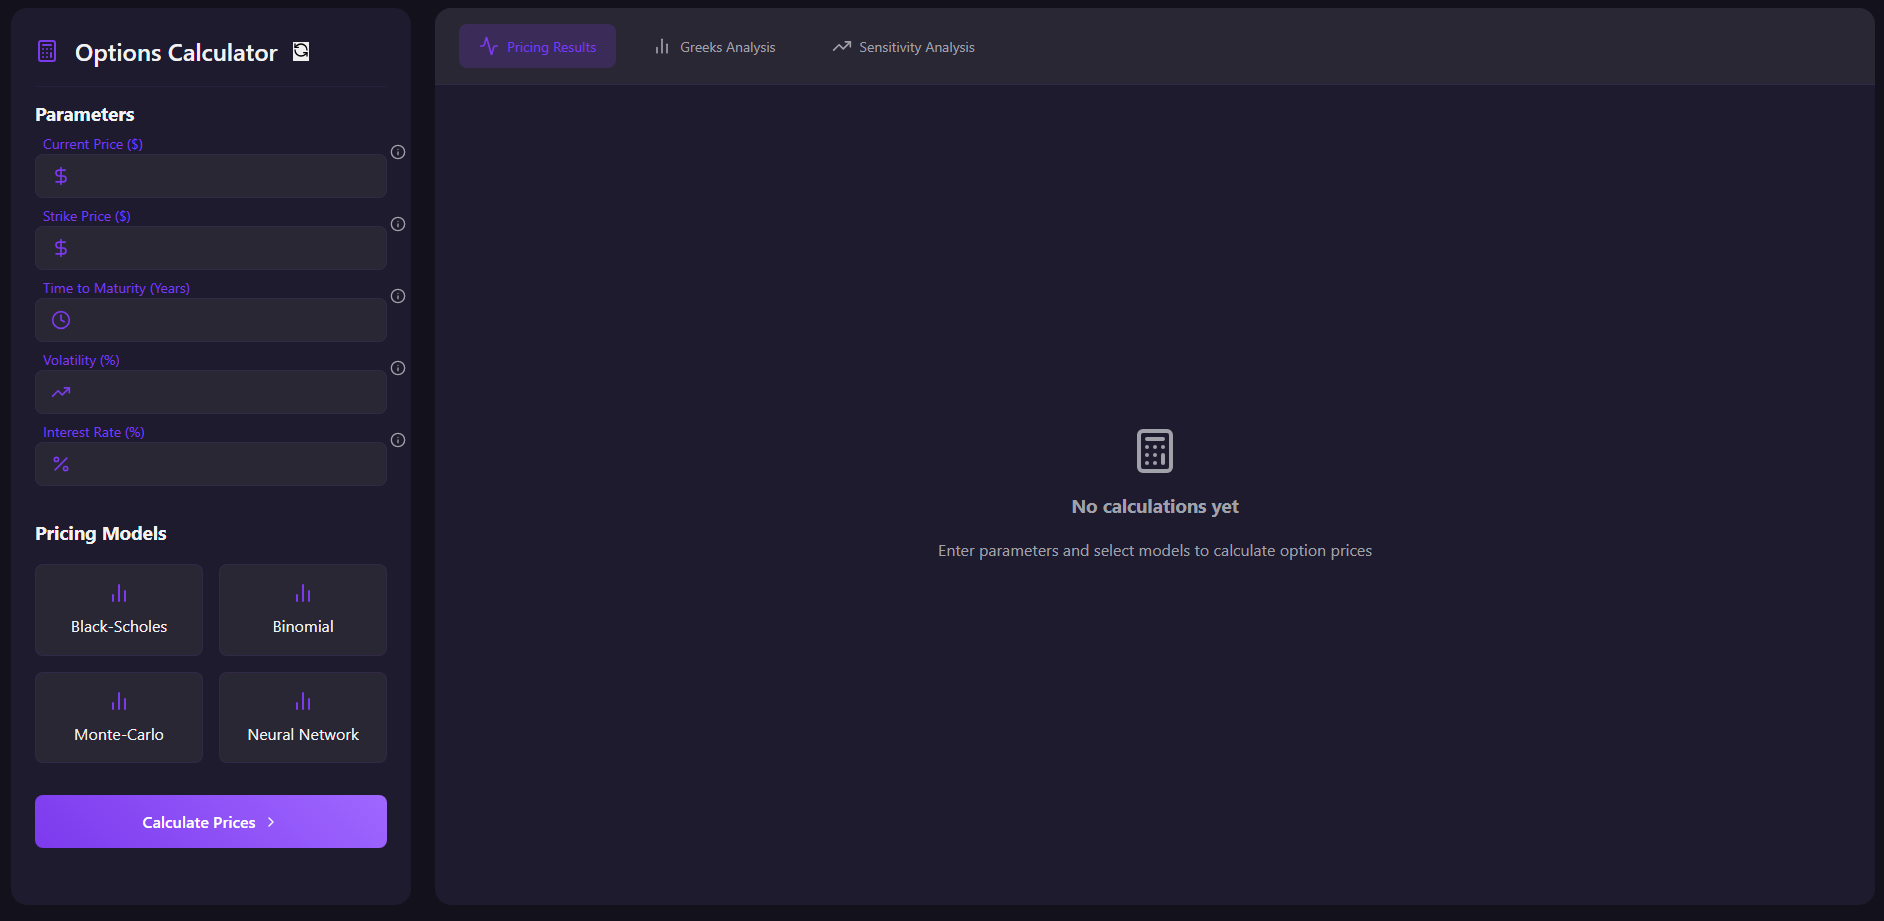 Options Calculator
Parameters
Current Price ($)
$
Strike Price ($)
$
Time to Maturity (Years)
Volatility (%)
Interest Rate (%)
%
Pricing Models
Black-Scholes
Binomial
Monte-Carlo
Neural Network
Calculate Prices
Pricing Results
Greeks Analysis
Sensitivity Analysis
No calculations yet
Enter parameters and select models to calculate option prices